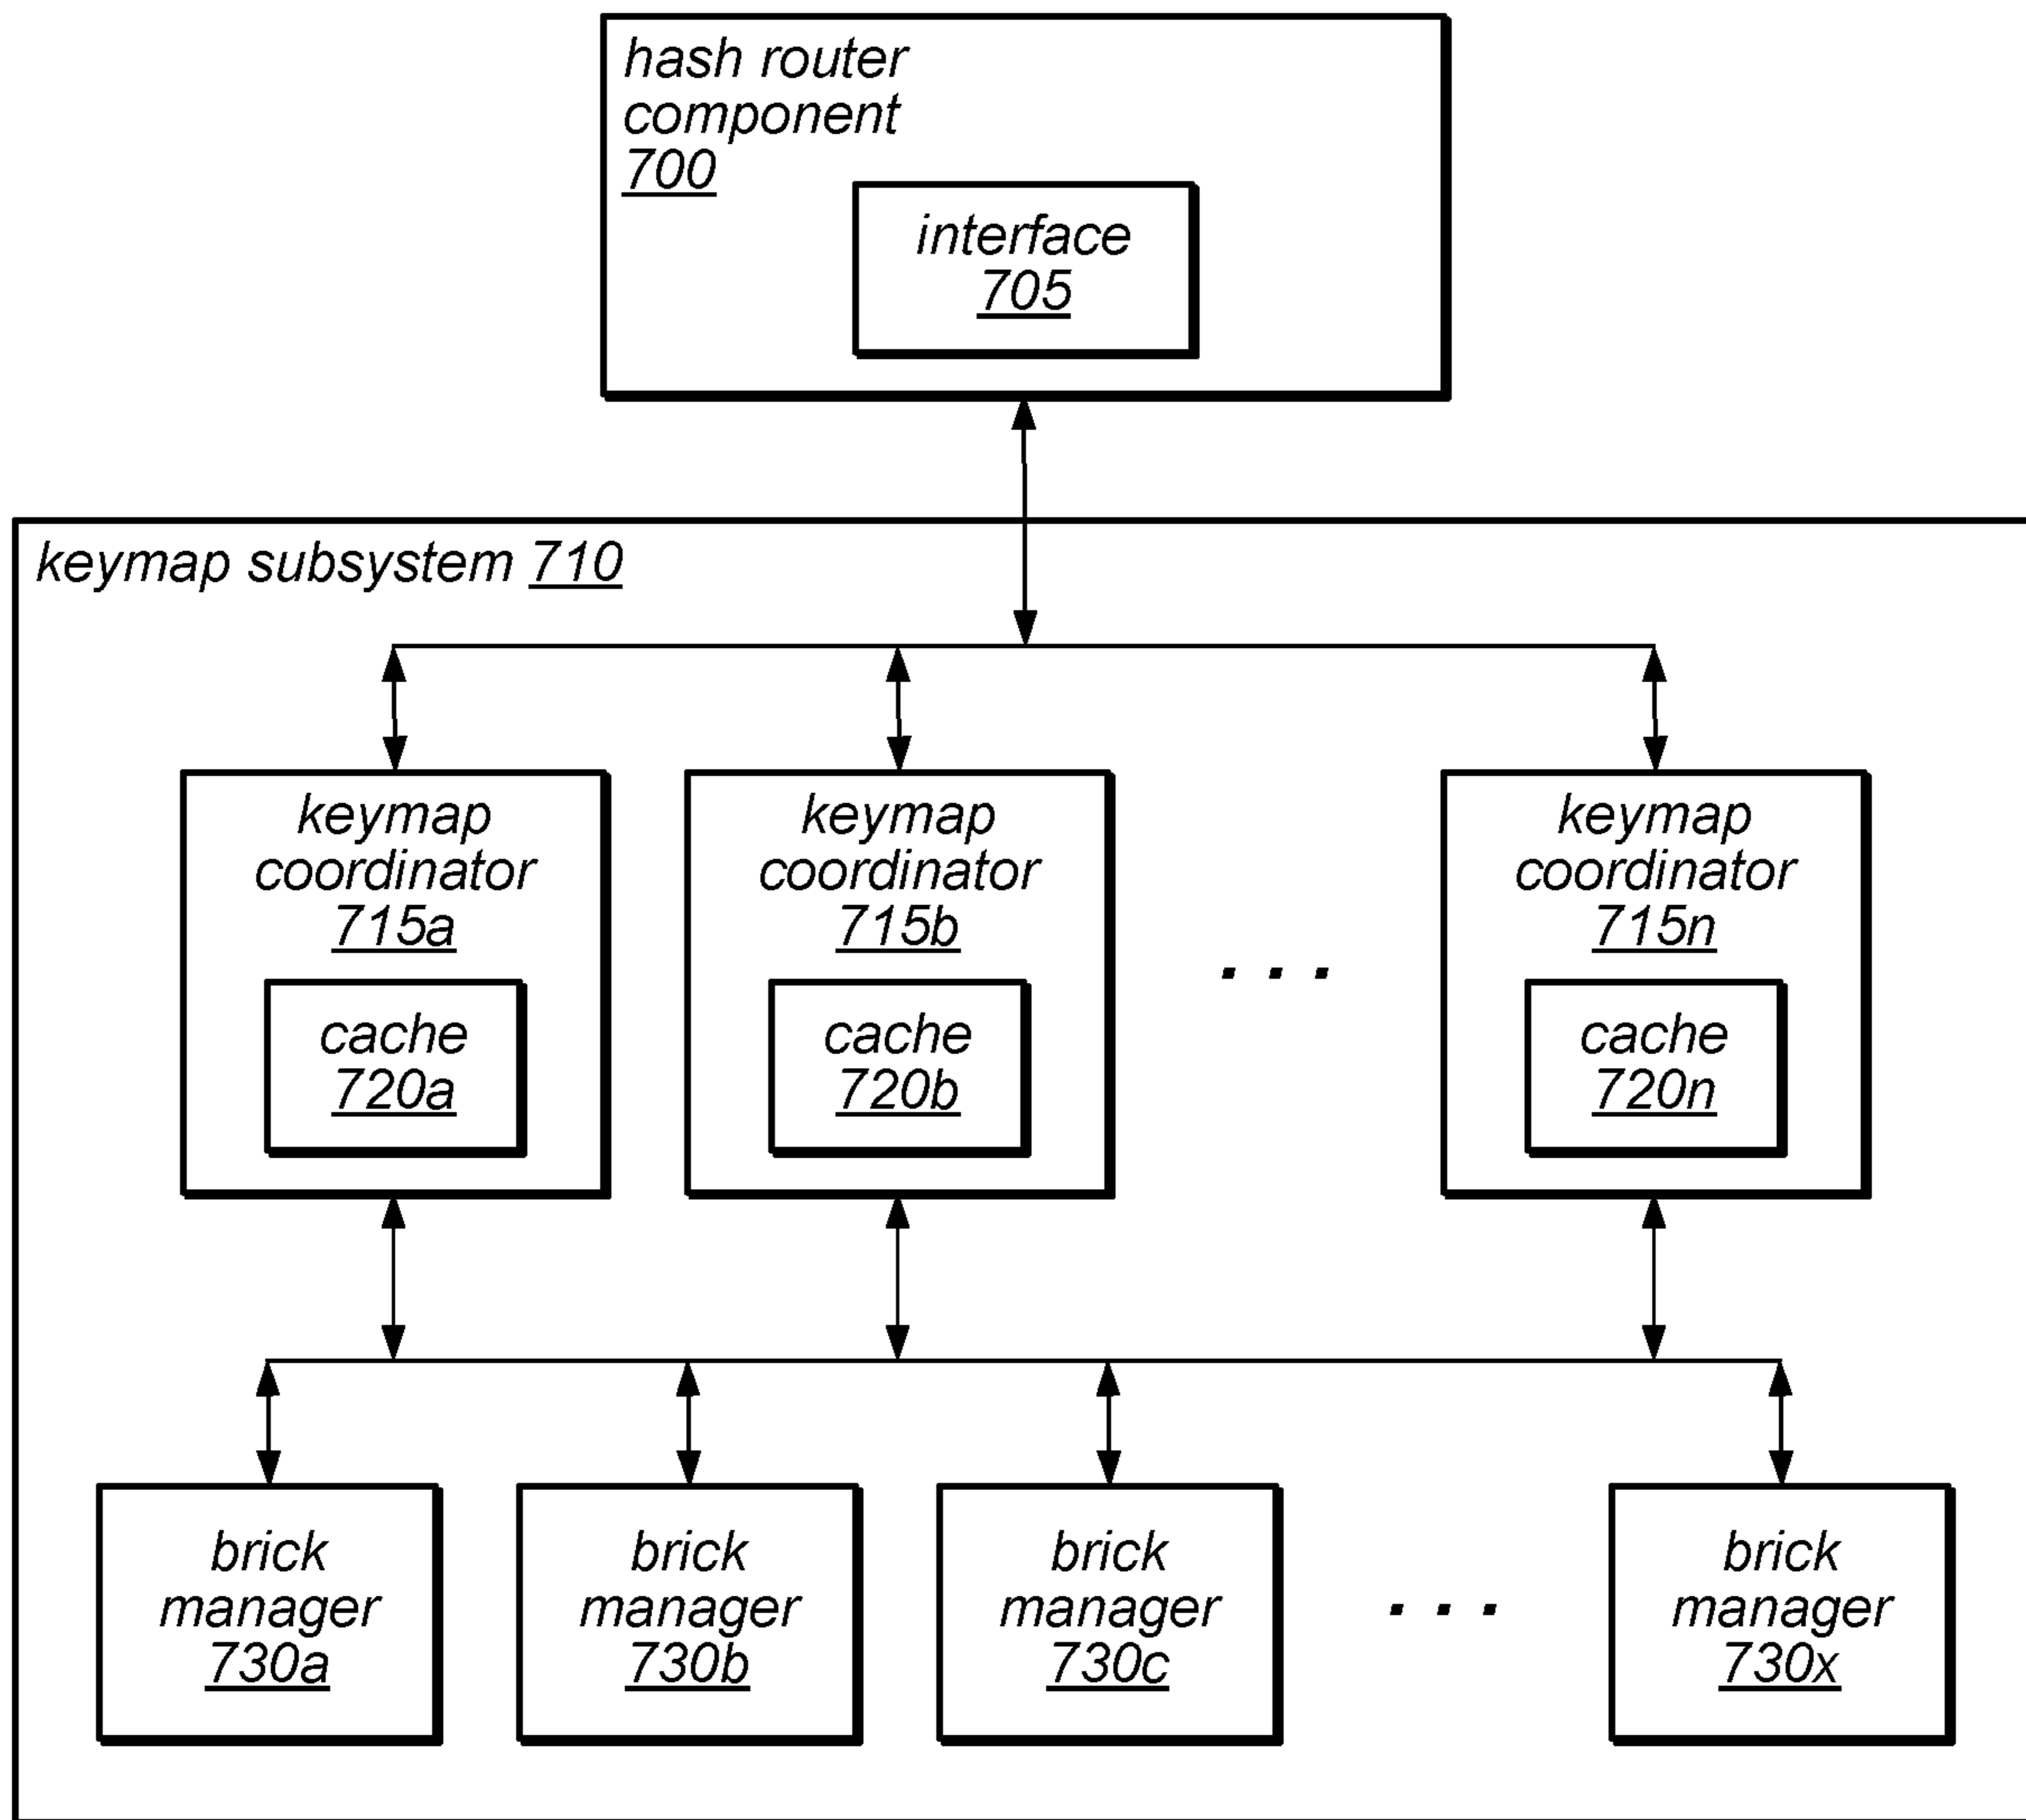 hash router
component
700
interface
705
keymap subsystem 710
keymap
coordinator
715a
cache
720a
keymap
coordinator
715b
cache
720b
. . .
keymap
coordinator
715n
cache
720n
brick
manager
730a
brick
manager
730b
brick
manager
730c
. . .
brick
manager
730x